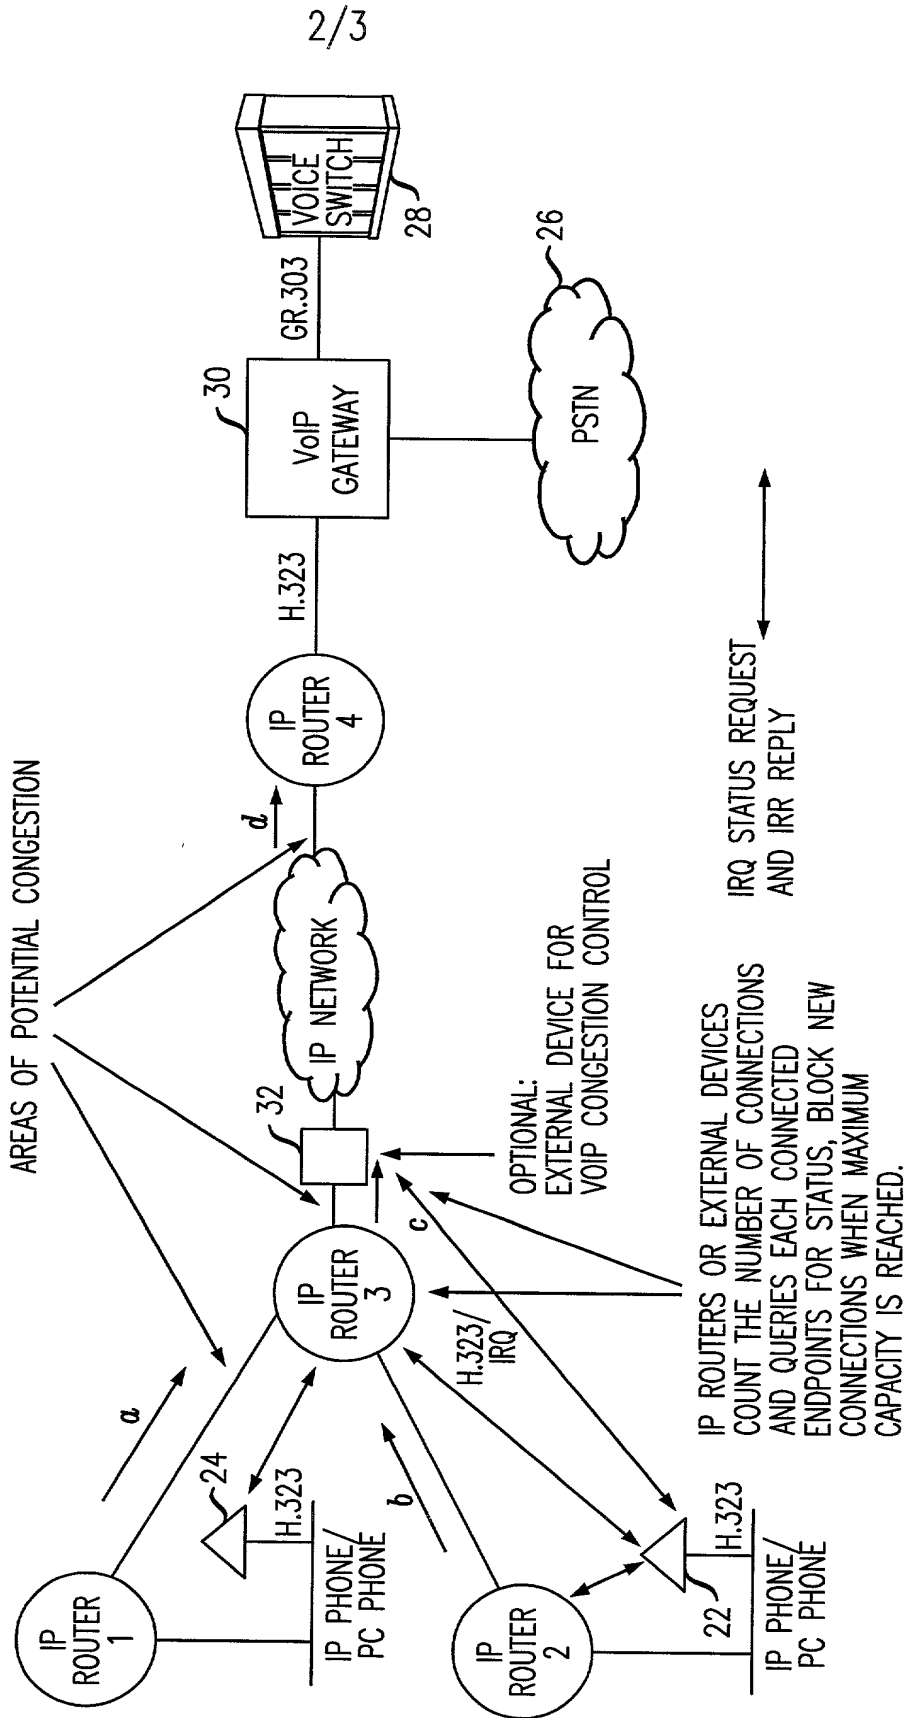 2/3
AREAS OF POTENTIAL CONGESTION
IP
ROUTER
1
a
24
H.323
IP PHONE/
PC PHONE
IP
ROUTER
2
b
22
H.323
IP PHONE/
PC PHONE
IP
ROUTER
3
H.323/
IRQ
c
32
IP NETWORK
d
IP
ROUTER
4
H.323
30
VoIP
GATEWAY
GR.303
VOICE
SWITCH
28
26
PSTN
OPTIONAL:
EXTERNAL DEVICE FOR
VOIP CONGESTION CONTROL
IP ROUTERS OR EXTERNAL DEVICES
COUNT THE NUMBER OF CONNECTIONS
AND QUERIES EACH CONNECTED
ENDPOINTS FOR STATUS, BLOCK NEW
CONNECTIONS WHEN MAXIMUM
CAPACITY IS REACHED.
IRQ STATUS REQUEST
AND IRR REPLY